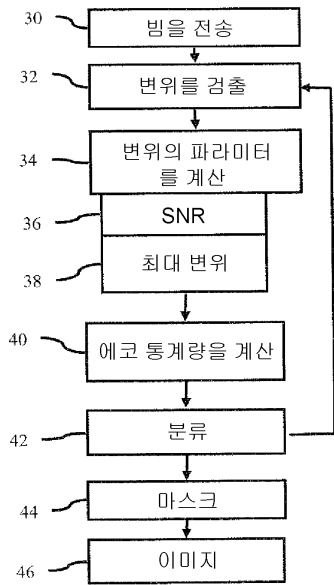 30
빔을 전송
32
변위를 검출
34
변위의 파라미터
를 계산
36
SNR
38
최대 변위
40
에코 통계량을 계산
42
분류
44
마스크
46
이미지